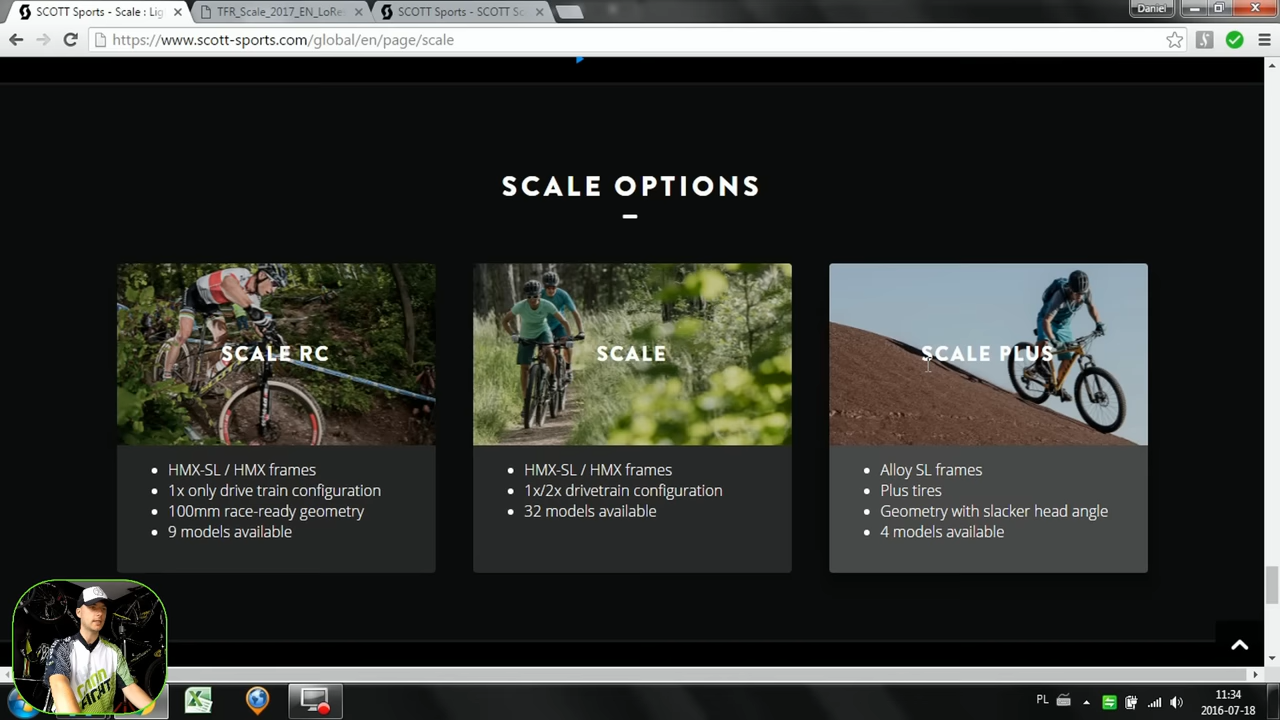 SCOTT Sports - Scale : Lig
TFR_Scale_2017_EN_LoRe
SCOTT Sports - SCOTT Sc
Daniel
https://www.scott-sports.com/global/en/page/scale
SCALE OPTIONS
SCALE RC
HMX-SL / HMX frames
1x only drive train configuration
100mm race-ready geometry
9 models available
SCALE
HMX-SL / HMX frames
1x/2x drivetrain configuration
32 models available
SCALE PLUS
Alloy SL frames
Plus tires
Geometry with slacker head angle
4 models available
GOOD
FIGHT
PL
11:34
2016-07-18